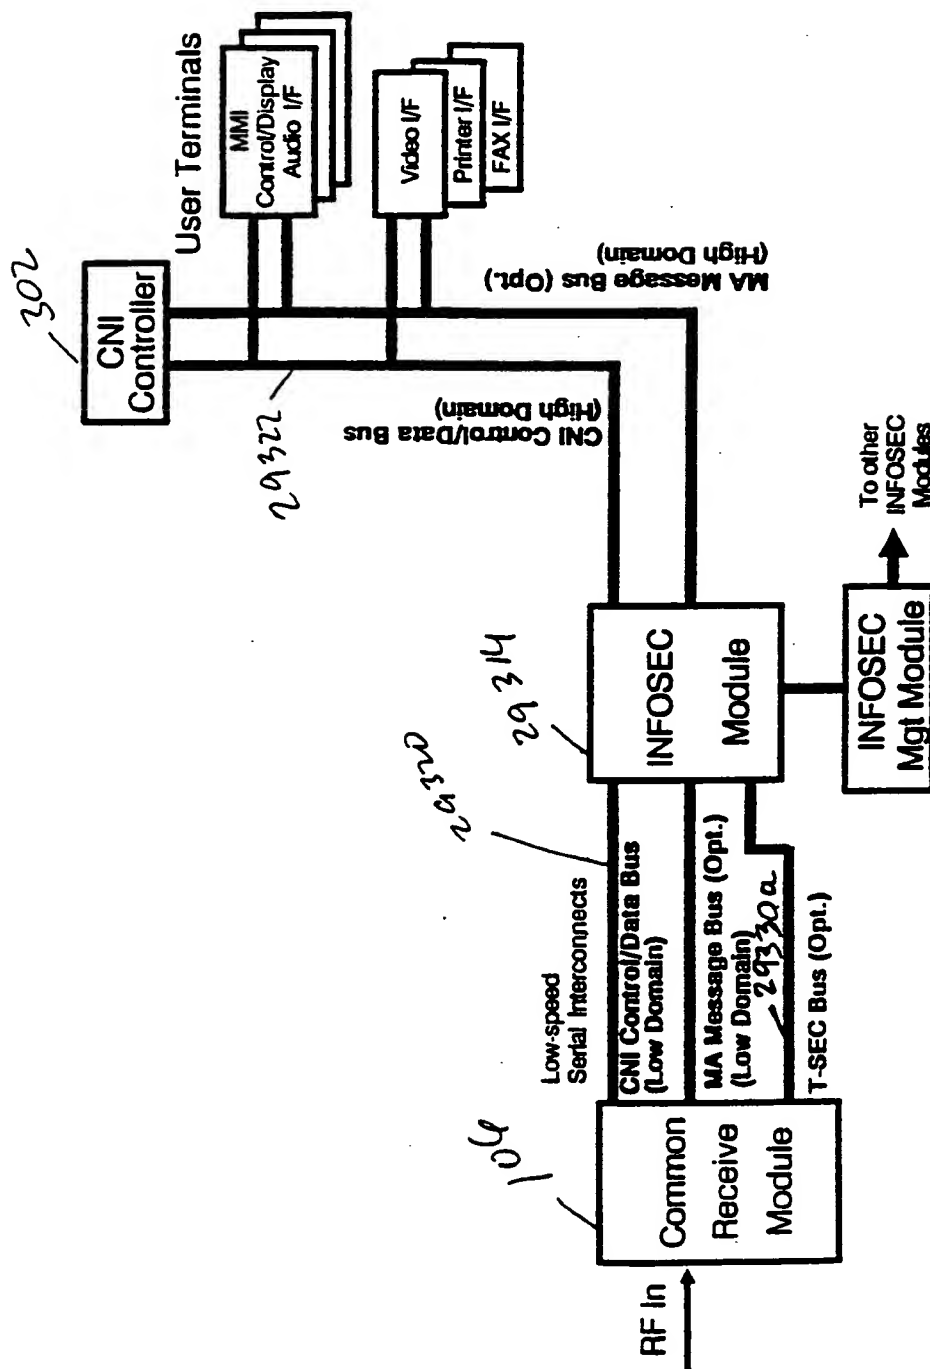 RF In
104
Common
Receive
Module
Low-speed
Serial Interconnects
29320
CNI Control/Data Bus
(Low Domain)
MA Message Bus (Opt.)
(Low Domain)
29330a
T-SEC Bus (Opt.)
29314
INFOSEC
Module
INFOSEC
Mgt Module
To other
INFOSEC
Modules
CNI Control/Data Bus
(High Domain)
MA Message Bus (Opt.)
(High Domain)
29322
302
CNI
Controller
User Terminals
MMI
Control/Display
Audio I/F
Video I/F
Printer I/F
FAX I/F